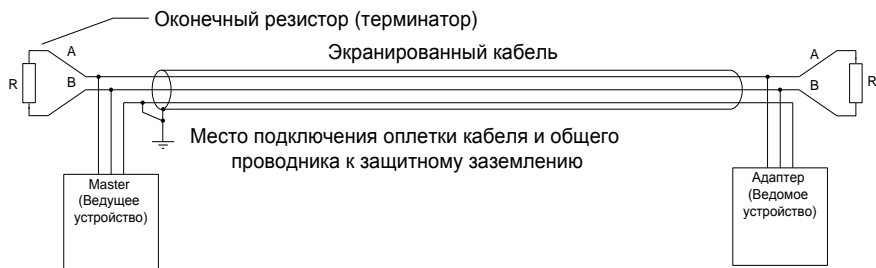 Оконечный резистор (терминатор)
Экранированный кабель
A
B
R
A
B
R
Место подключения оплетки кабеля и общего
проводника к защитному заземлению
Master
(Ведущее
устройство)
Адаптер
(Ведомое
устройство)